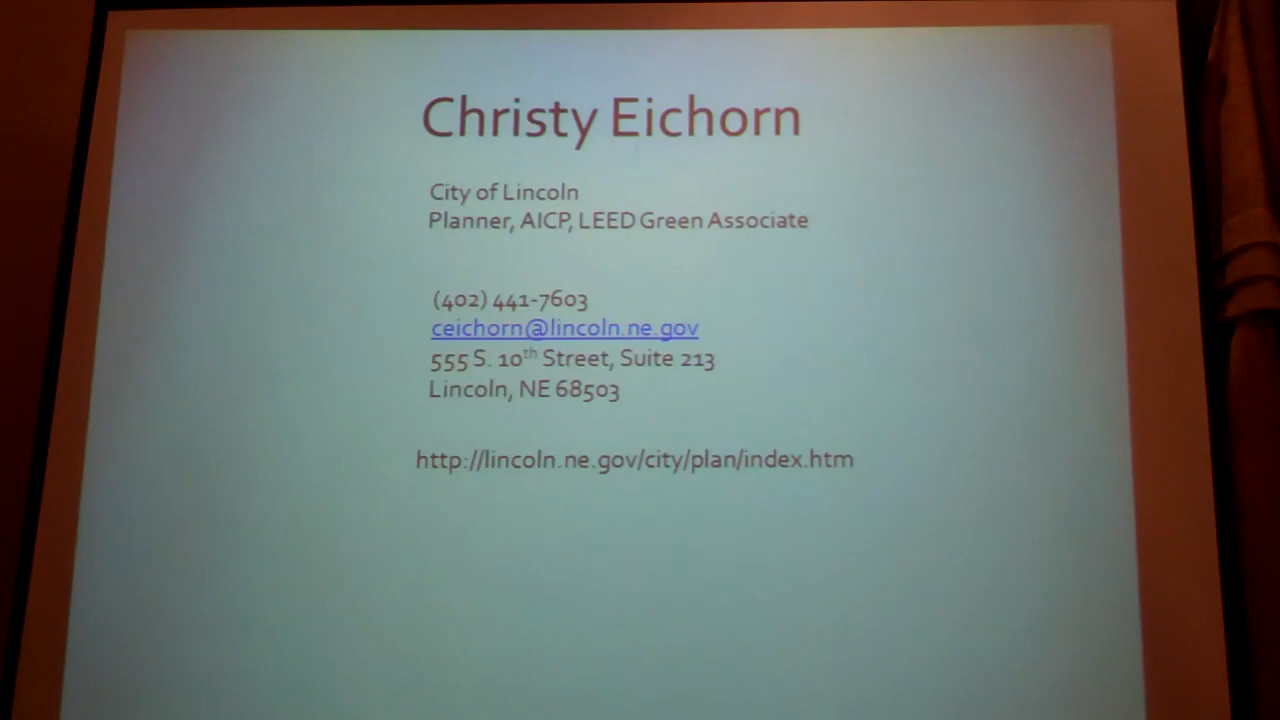 Christy Eichorn
City of Lincoln
Planner, AICP, LEED Green Associate
(402) 441-7603
ceichorn@lincoln.ne.gov
555 S. 10th Street, Suite 213
Lincoln, NE 68503
http://lincoln.ne.gov/city/plan/index.htm